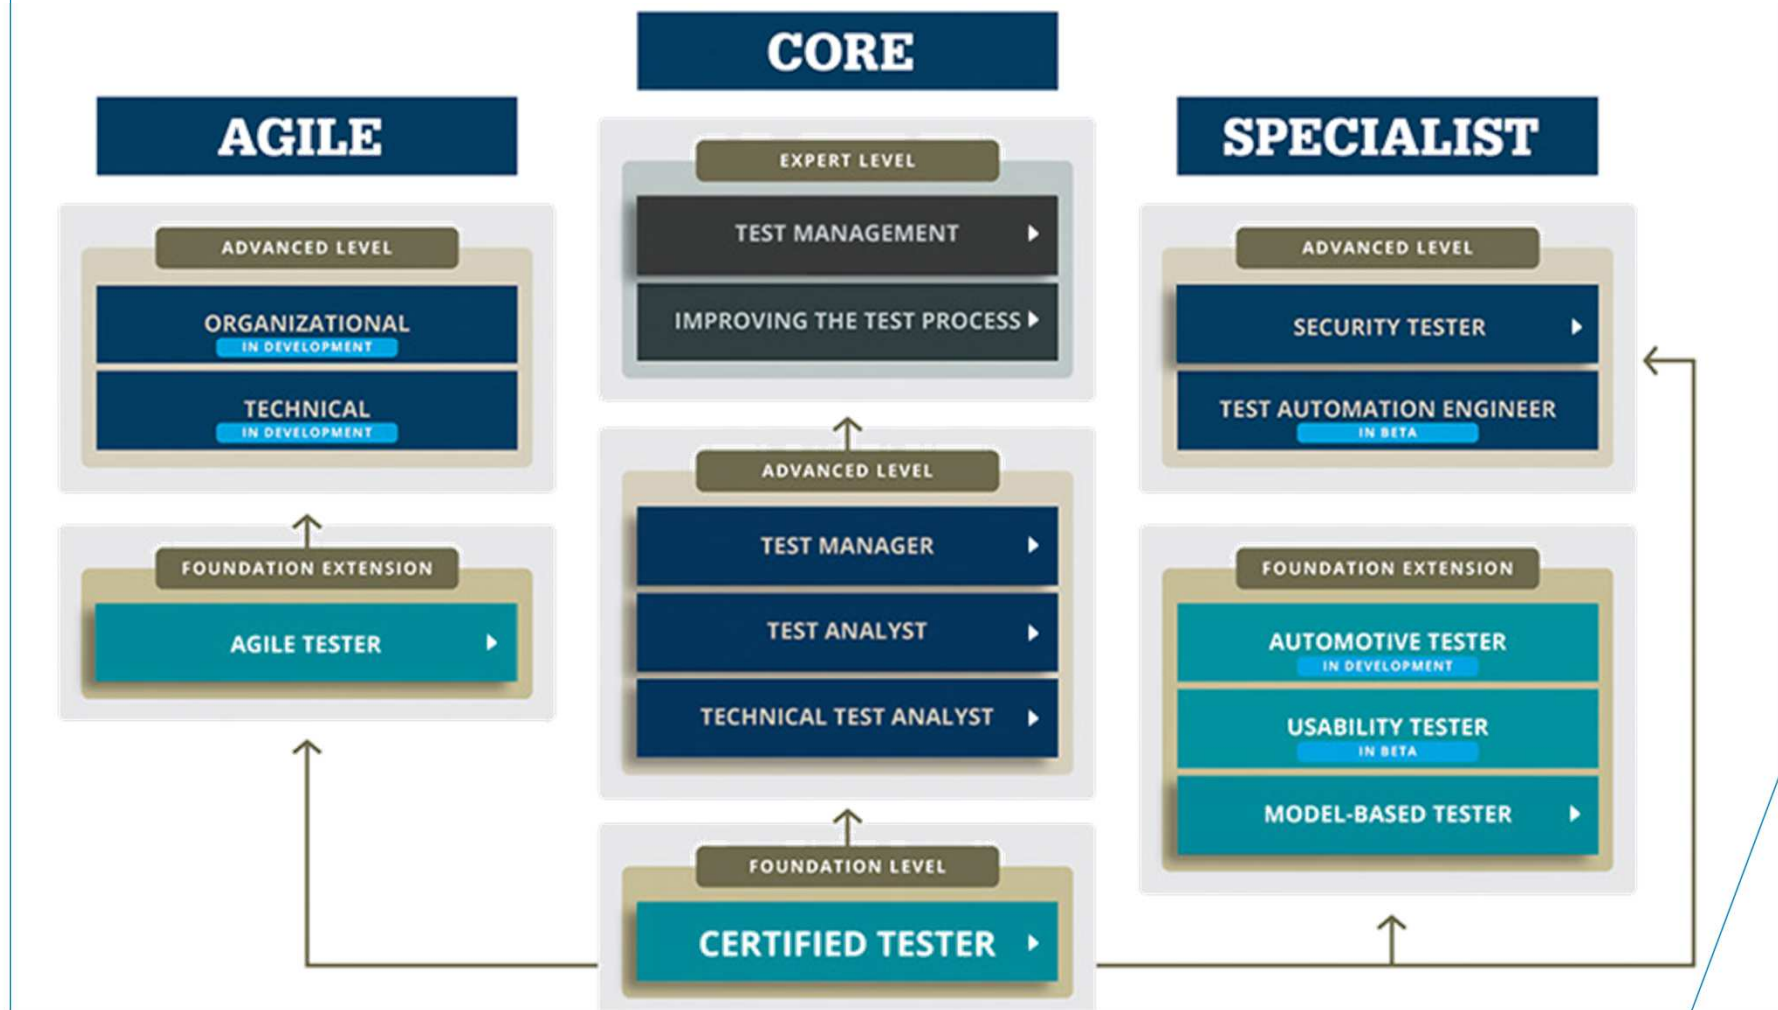 CORE
AGILE
SPECIALIST
EXPERT LEVEL
TEST MANAGEMENT
IMPROVING THE TEST PROCESS
ADVANCED LEVEL
ORGANIZATIONAL
IN DEVELOPMENT
TECHNICAL
IN DEVELOPMENT
ADVANCED LEVEL
SECURITY TESTER
TEST AUTOMATION ENGINEER
IN BETA
ADVANCED LEVEL
TEST MANAGER
TEST ANALYST
TECHNICAL TEST ANALYST
FOUNDATION EXTENSION
AGILE TESTER
FOUNDATION EXTENSION
AUTOMOTIVE TESTER
IN DEVELOPMENT
USABILITY TESTER
IN BETA
MODEL-BASED TESTER
FOUNDATION LEVEL
CERTIFIED TESTER